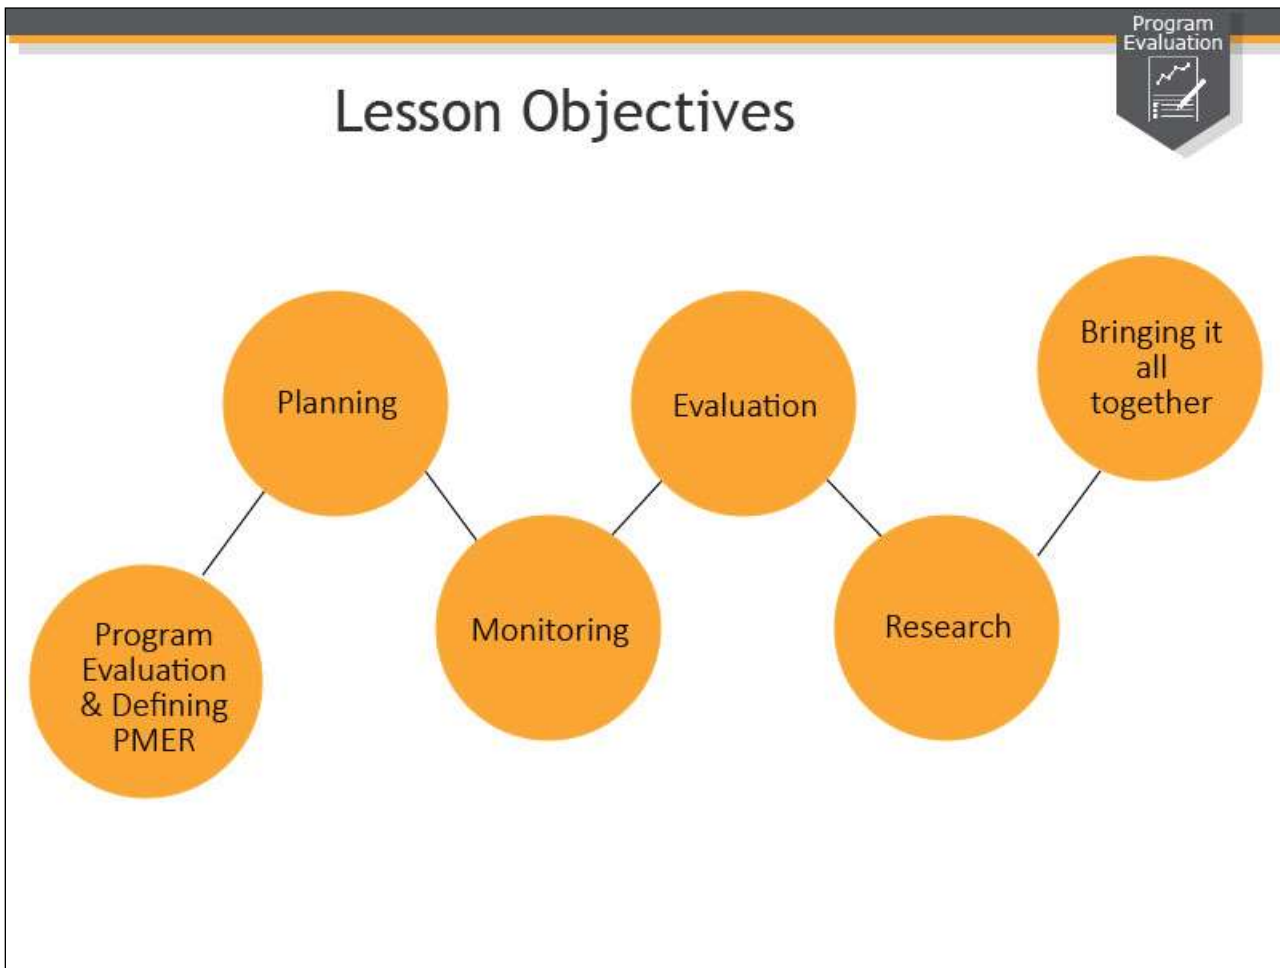 Program
Evaluation
Lesson Objectives
Program
Evaluation
& Defining
PMER
Planning
Monitoring
Evaluation
Research
Bringing it
all
together